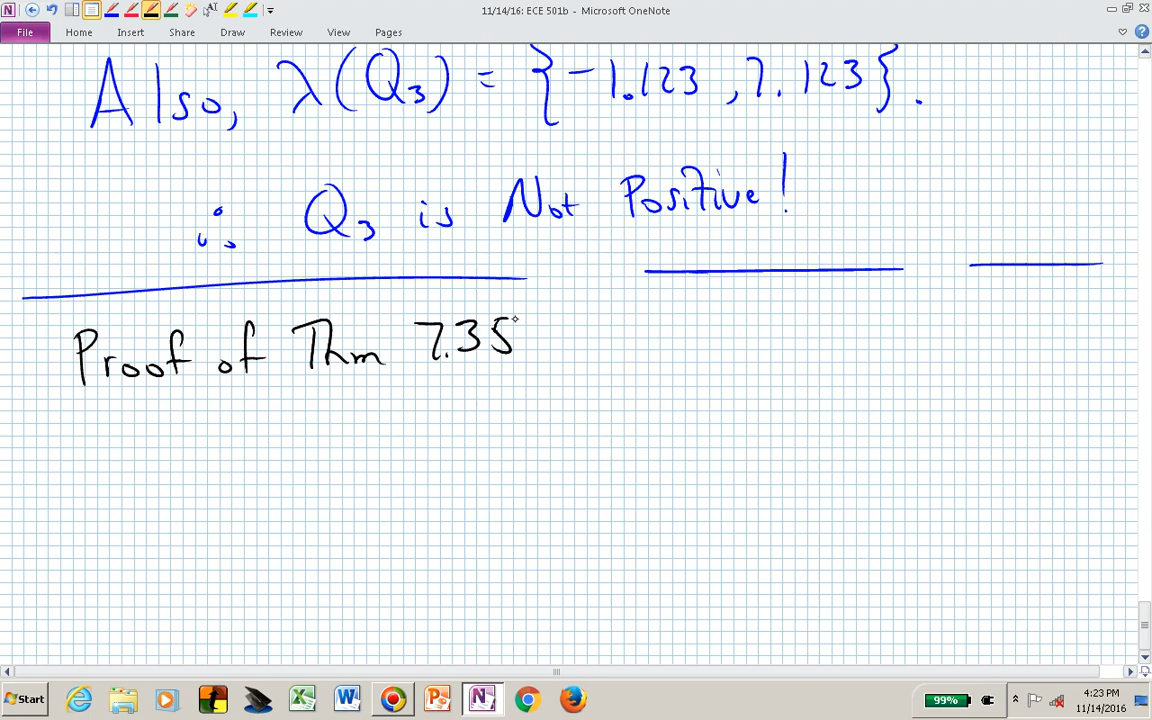 11/14/16: ECE 501b - Microsoft OneNote
File Home Insert Share Draw Review View Pages
Also, λ(Q₃) = {-1.123, 7.123}.
∴ Q₃ is Not Positive!
Proof of Thm 7.35
99%
4:23 PM
11/14/2016
Start